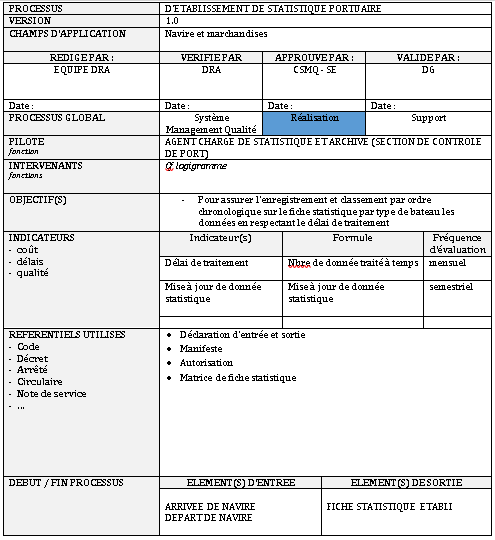 PROCESSUS D'ETABLISSEMENT DE STATISTIQUE PORTUAIRE
VERSION 1.0
CHAMPS D'APPLICATION Navire et marchandises
REDIGE PAR : VERIFIE PAR APPROUVE PAR : VALIDE PAR :
EQUIPE DRA DRA CSMQ - SE DG
Date : Date : Date : Date :
PROCESSUS GLOBAL Système Management Qualité Réalisation Support
PILOTE AGENT CHARGE DE STATISTIQUE ET ARCHIVE (SECTION DE CONTROLE
fonction DE PORT)
INTERVENANTS Cf logigramme
fonctions
OBJECTIF(S) - Pour assurer l'enregistrement et classement par ordre
chronologique sur le fiche statistique par type de bateau les
données en respectant le délai de traitement
INDICATEURS Indicateur(s) Formule Fréquence
- coût d'évaluation
- délais Délai de traitement Nbre de donnée traité à temps mensuel
- qualité
Mise à jour de donnée Mise à jour de donnée semestriel
statistique statistique
REFERENTIELS UTILISES • Déclaration d'entrée et sortie
- Code • Manifeste
- Décret • Autorisation
- Arrêté • Matrice de fiche statistique
- Circulaire
- Note de service
- ...
DEBUT / FIN PROCESSUS ELEMENT(S) D'ENTREE ELEMENT(S) DE SORTIE
ARRIVEE DE NAVIRE FICHE STATISTIQUE ETABLI
DEPART DE NAVIRE